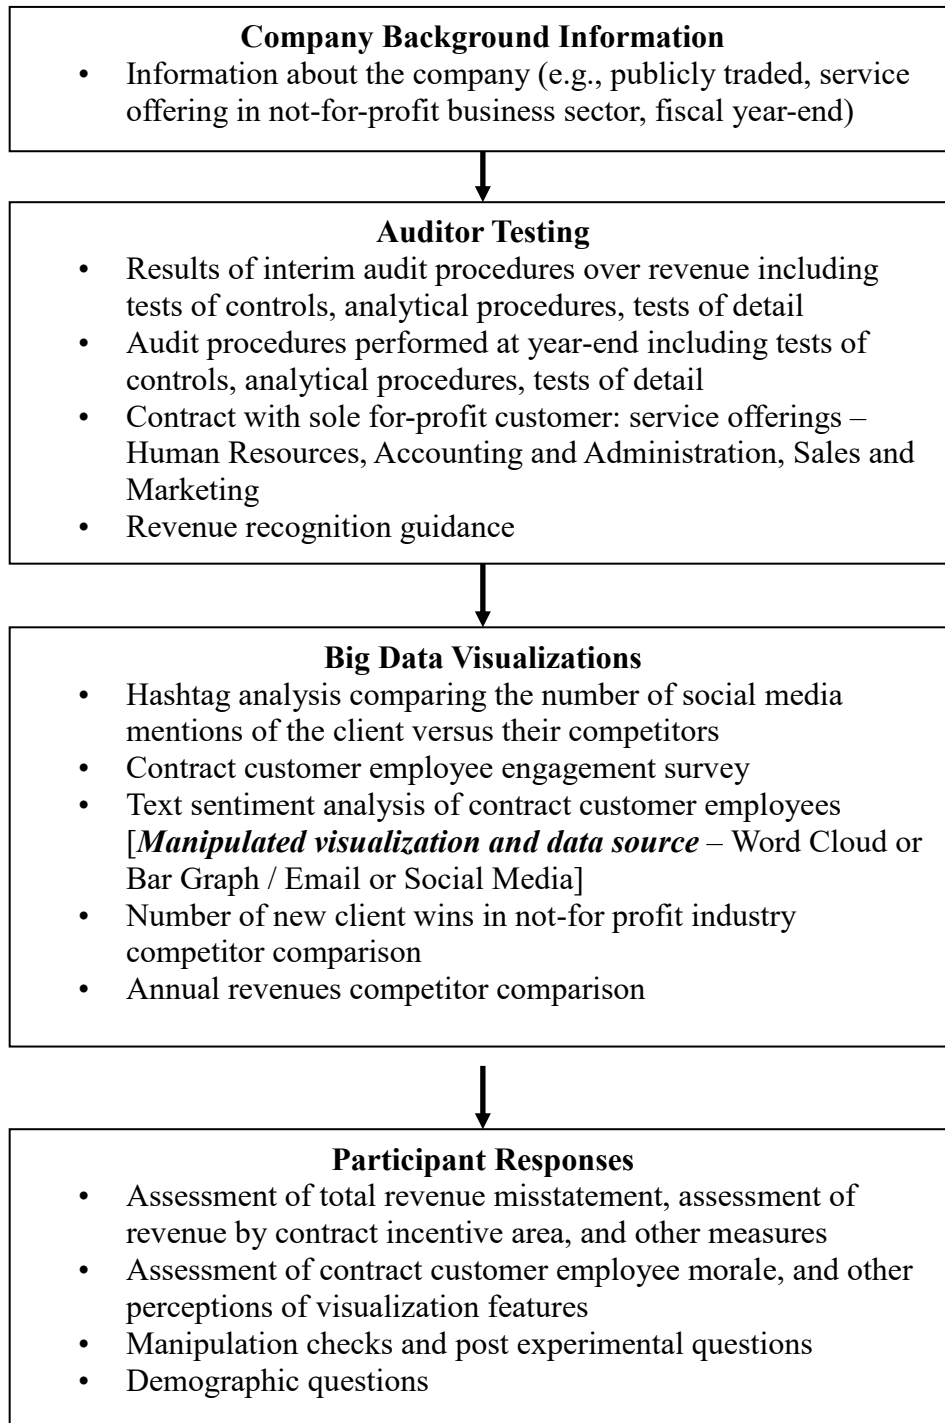 Company Background Information
• Information about the company (e.g., publicly traded, service
offering in not-for-profit business sector, fiscal year-end)
Auditor Testing
• Results of interim audit procedures over revenue including
tests of controls, analytical procedures, tests of detail
• Audit procedures performed at year-end including tests of
controls, analytical procedures, tests of detail
• Contract with sole for-profit customer: service offerings –
Human Resources, Accounting and Administration, Sales and
Marketing
• Revenue recognition guidance
Big Data Visualizations
• Hashtag analysis comparing the number of social media
mentions of the client versus their competitors
• Contract customer employee engagement survey
• Text sentiment analysis of contract customer employees
[Manipulated visualization and data source – Word Cloud or
Bar Graph / Email or Social Media]
• Number of new client wins in not-for profit industry
competitor comparison
• Annual revenues competitor comparison
Participant Responses
• Assessment of total revenue misstatement, assessment of
revenue by contract incentive area, and other measures
• Assessment of contract customer employee morale, and other
perceptions of visualization features
• Manipulation checks and post experimental questions
• Demographic questions